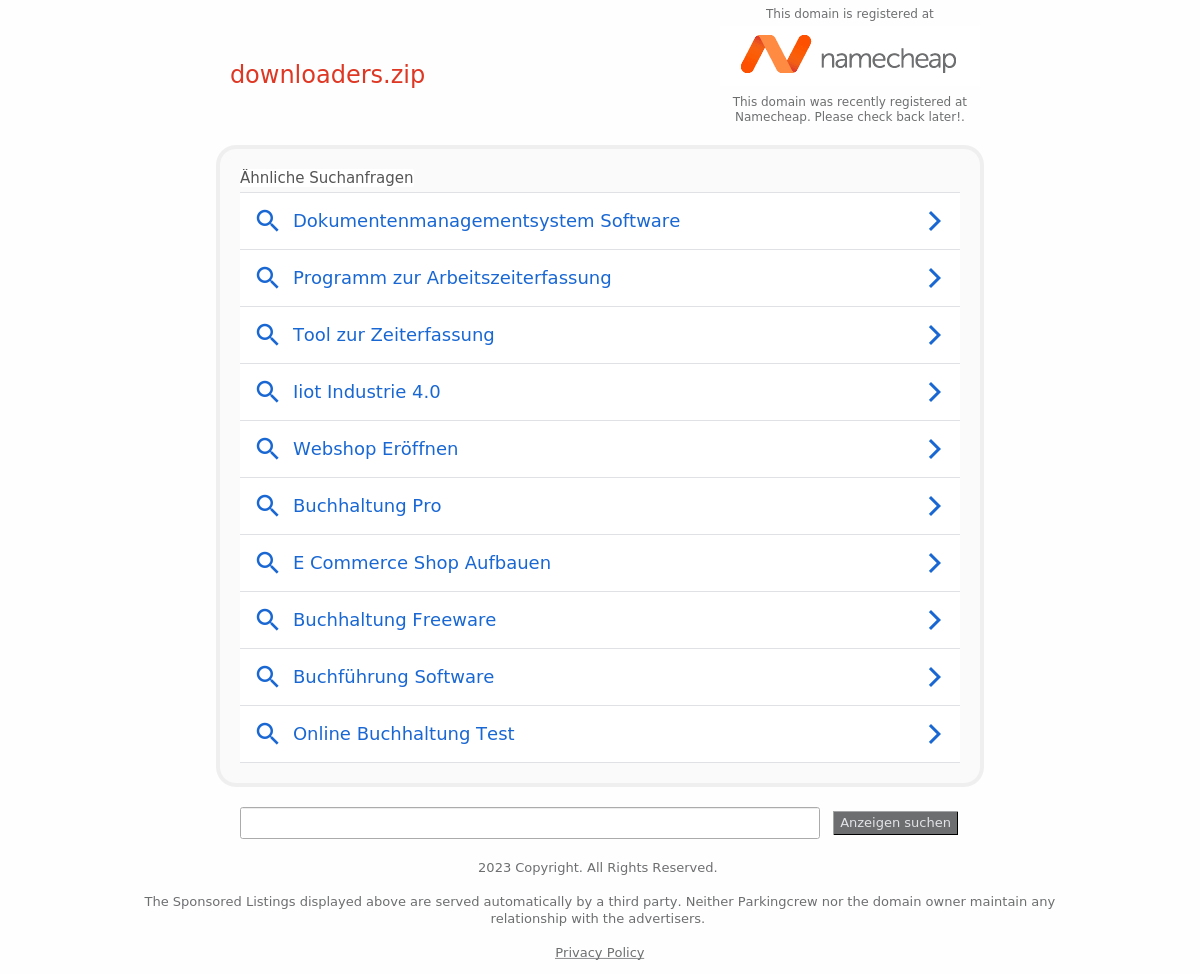 This domain is registered at
namecheap
downloaders.zip
This domain was recently registered at
Namecheap. Please check back later!.
Ähnliche Suchanfragen
Dokumentenmanagementsystem Software
Programm zur Arbeitszeiterfassung
Tool zur Zeiterfassung
Iiot Industrie 4.0
Webshop Eröffnen
Buchhaltung Pro
E Commerce Shop Aufbauen
Buchhaltung Freeware
Buchführung Software
Online Buchhaltung Test
Anzeigen suchen
2023 Copyright. All Rights Reserved.
The Sponsored Listings displayed above are served automatically by a third party. Neither Parkingcrew nor the domain owner maintain any
relationship with the advertisers.
Privacy Policy